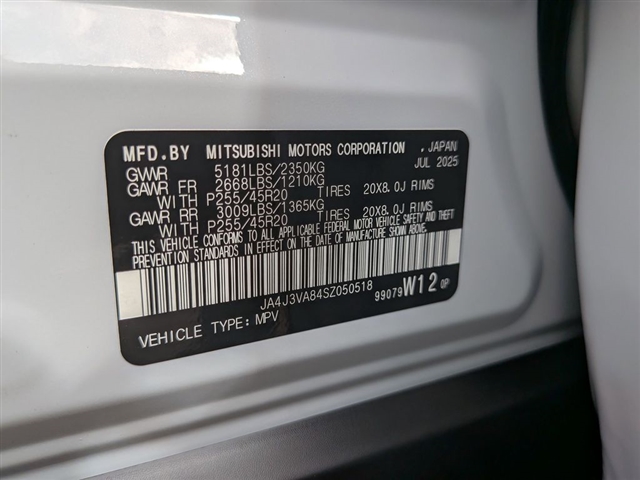 MFD.BY MITSUBISHI MOTORS CORPORATION , JAPAN
GVWR 5181LBS/2350KG JUL 2025
GAWR FR 2668LBS/1210KG
WITH P255/45R20 TIRES 20X8.0J RIMS
GAWR RR 3009LBS/1365KG
WITH P255/45R20 TIRES 20X8.0J RIMS
THIS VEHICLE CONFORMS TO ALL APPLICABLE FEDERAL MOTOR VEHICLE SAFETY AND THEFT
PREVENTION STANDARDS IN EFFECT ON THE DATE OF MANUFACTURE SHOWN ABOVE.
JA4J3VA84SZ050518
99079 W12 0P
VEHICLE TYPE: MPV